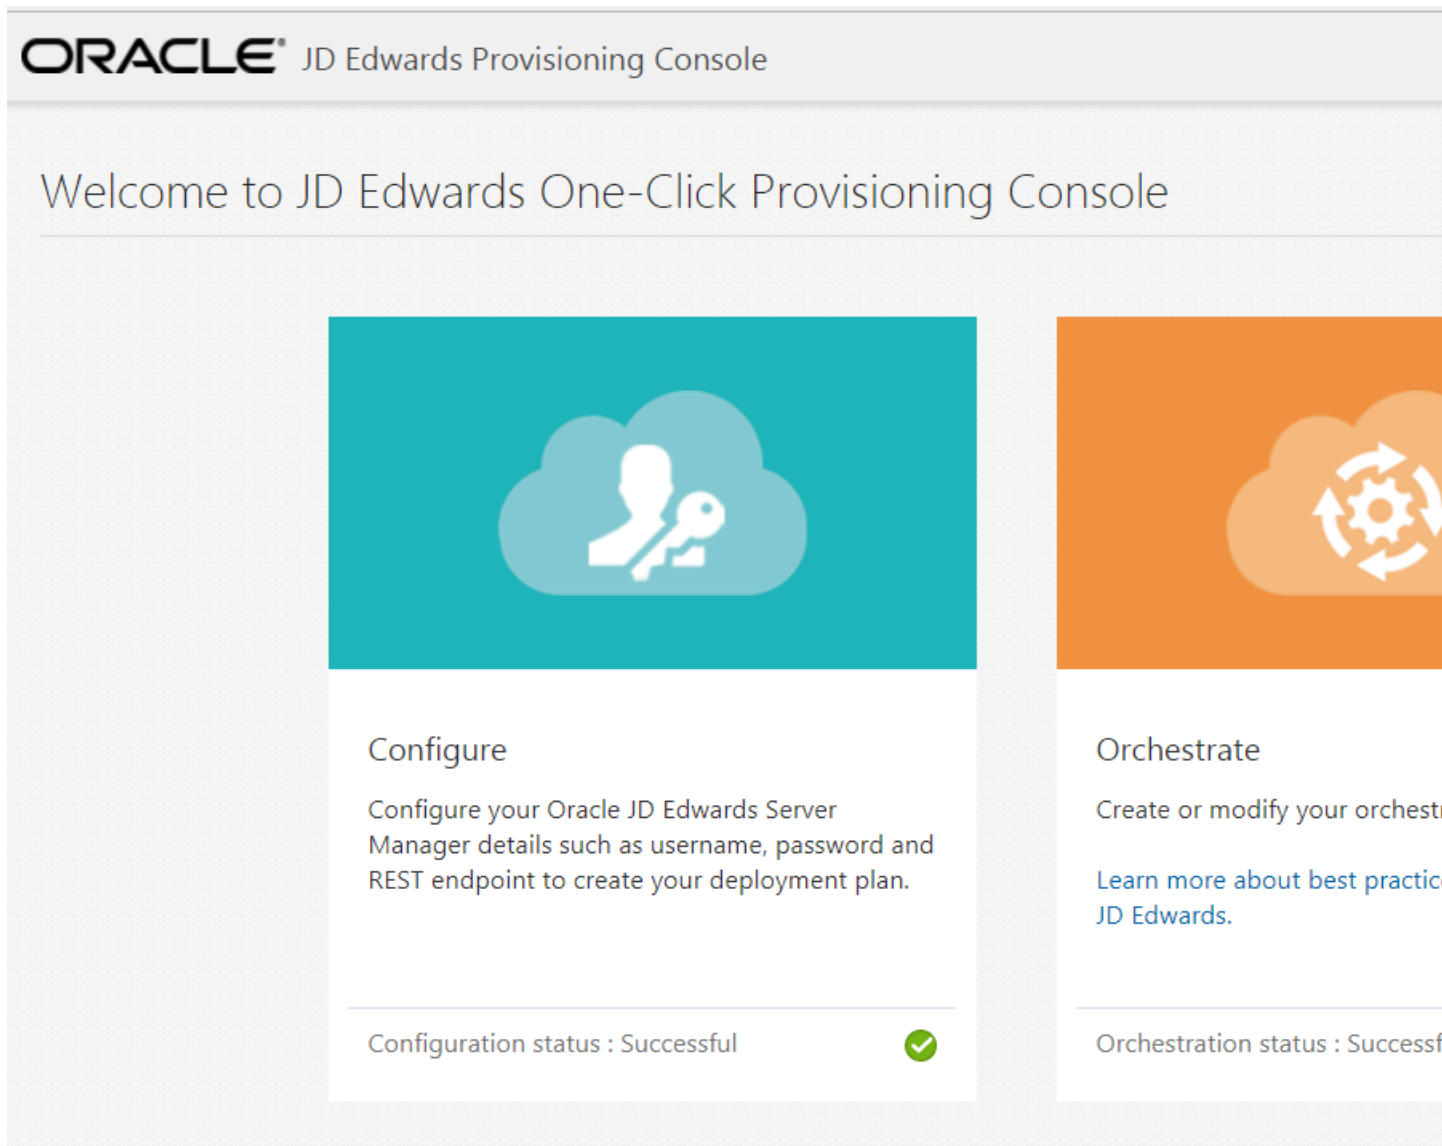 ORACLE® JD Edwards Provisioning Console
Welcome to JD Edwards One-Click Provisioning Console
Configure
Configure your Oracle JD Edwards Server
Manager details such as username, password and
REST endpoint to create your deployment plan.
Configuration status : Successful
Orchestrate
Create or modify your
Learn more about best
JD Edwards.
Orchestration status :